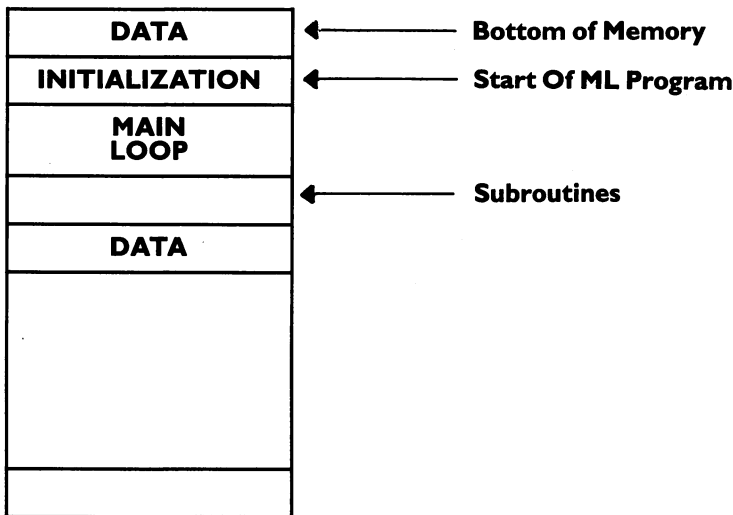 DATA
Bottom of Memory
INITIALIZATION
Start Of ML Program
MAIN
LOOP
Subroutines
DATA